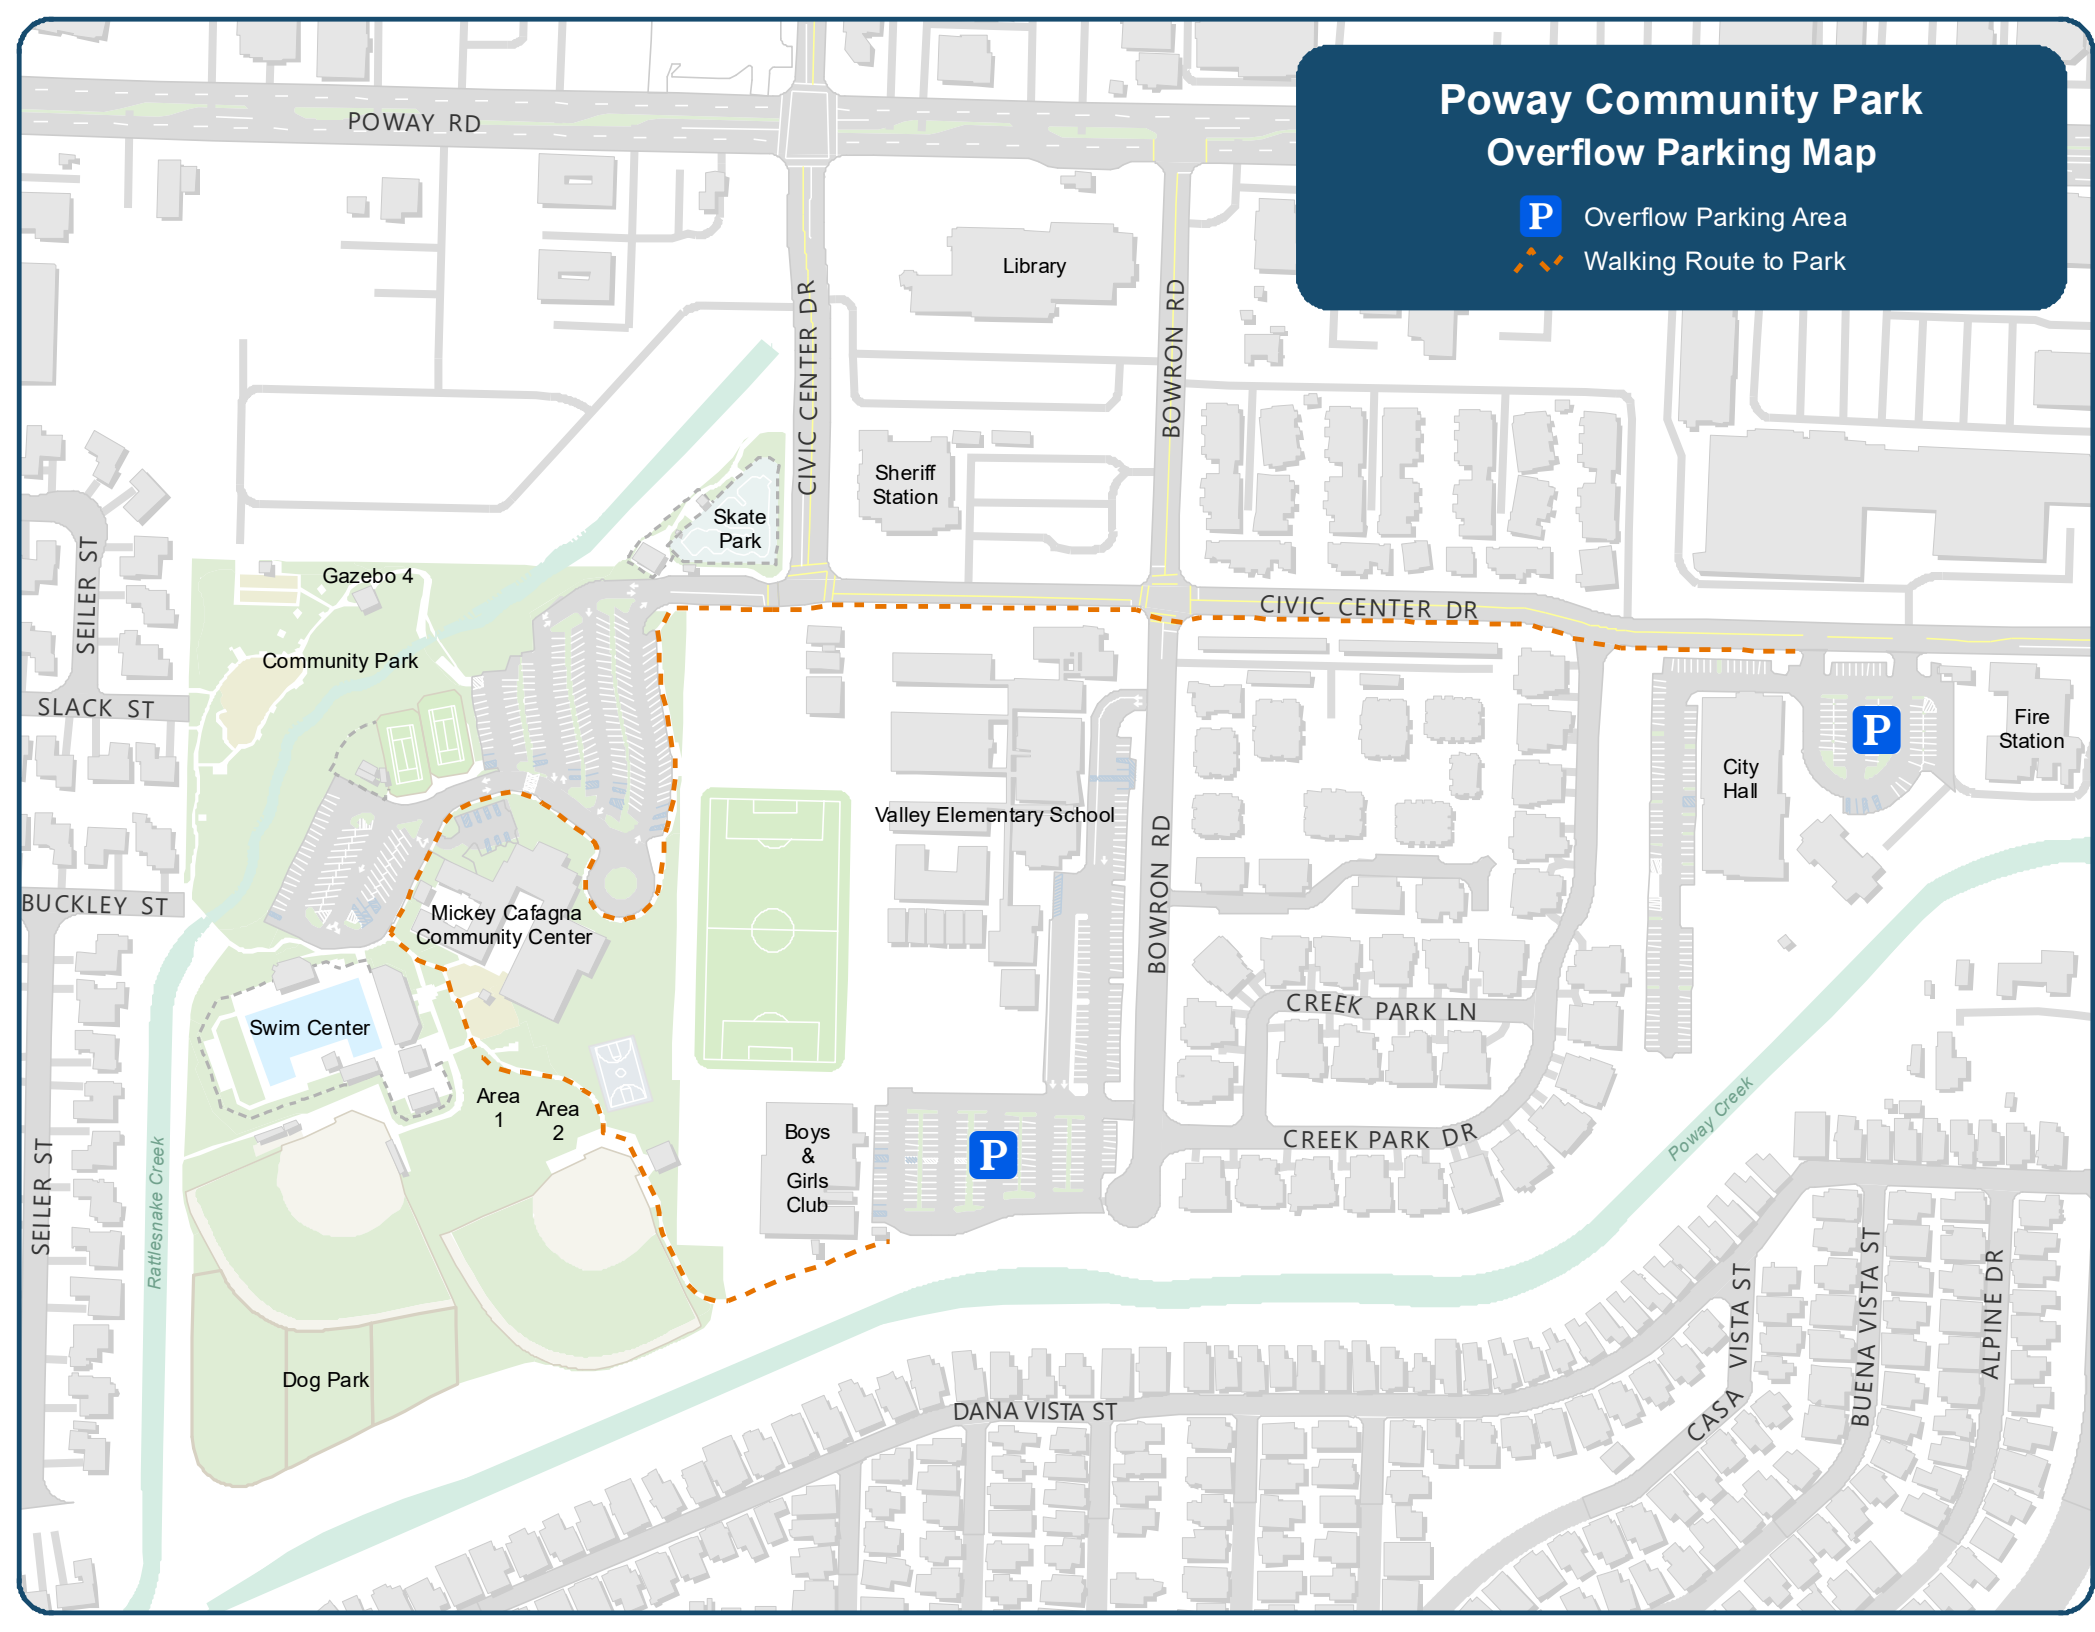 Poway Community Park
Overflow Parking Map
P Overflow Parking Area
Walking Route to Park
POWAY RD
Library
CIVIC CENTER DR
BOWRON RD
Sheriff
Station
Skate
Park
Gazebo 4
SEILER ST
CIVIC CENTER DR
Community Park
SLACK ST
P
Fire
Station
City
Hall
Valley Elementary School
BOWRON RD
BUCKLEY ST
Mickey Cafagna
Community Center
CREEK PARK LN
Swim Center
Area
1
Area
2
Boys
&
Girls
Club
P
CREEK PARK DR
Poway Creek
SEILER ST
Rattlesnake Creek
Dog Park
DANA VISTA ST
CASA VISTA ST
BUENA VISTA ST
ALPINE DR